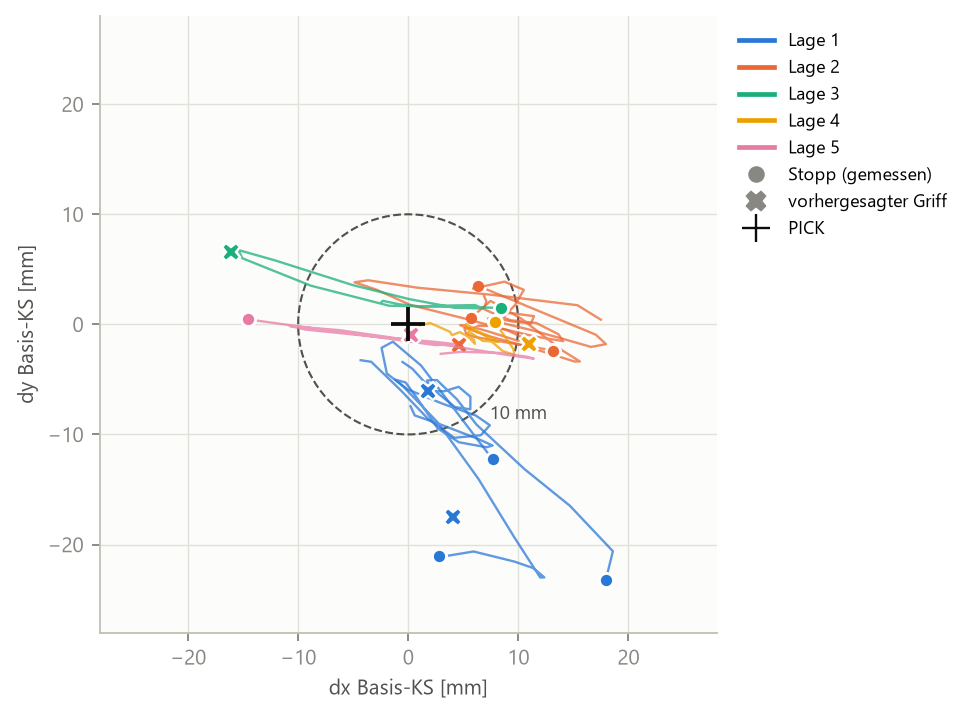 Lage 1
Lage 2
Lage 3
Lage 4
Lage 5
Stopp (gemessen)
vorhergesagter Griff
PICK
10 mm
20
10
0
−10
−20
−20
−10
0
10
20
dx Basis-KS [mm]
dy Basis-KS [mm]